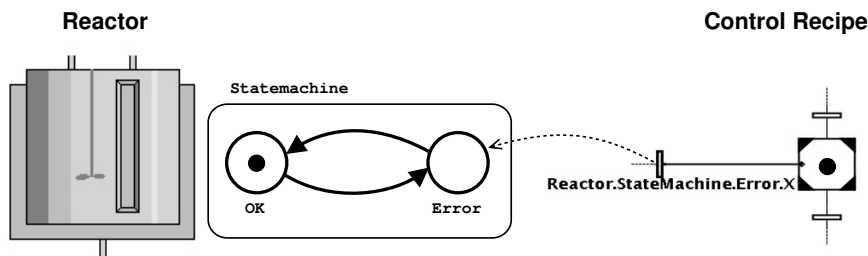 Reactor
Control Recipe
Statemachine
Reactor.StateMachine.Error.X
OK
Error